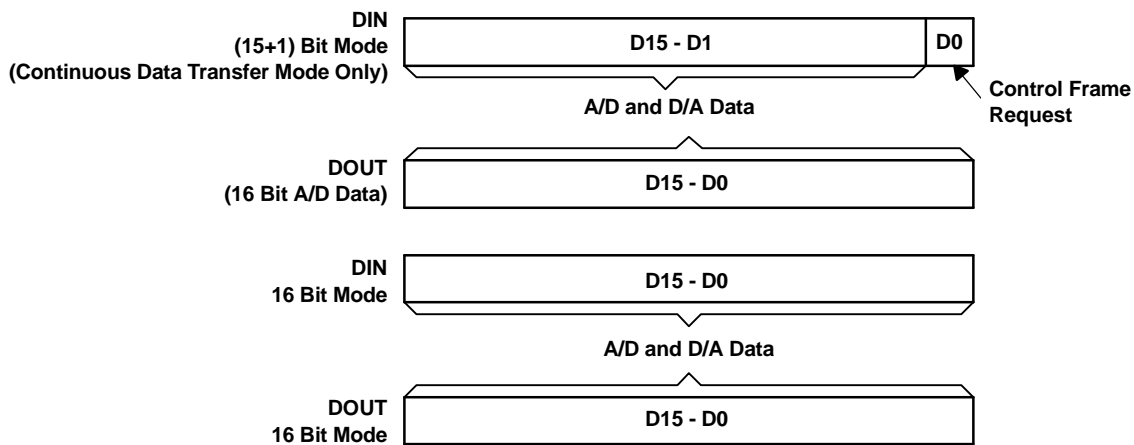 DIN
(15+1) Bit Mode
(Continuous Data Transfer Mode Only)
D15 - D1
D0
Control Frame
Request
A/D and D/A Data
DOUT
(16 Bit A/D Data)
D15 - D0
DIN
16 Bit Mode
D15 - D0
A/D and D/A Data
DOUT
16 Bit Mode
D15 - D0